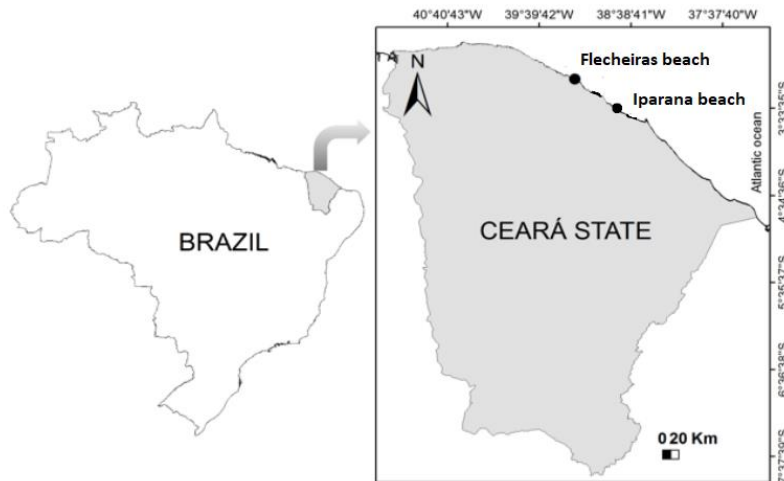 BRAZIL
40°40'43"W 39°39'42"W 38°38'41"W 37°37'40"W
N
Flecheiras beach
Iparana beach
CEARÁ STATE
Atlantic ocean
3°33'35"S
4°34'36"S
5°35'37"S
6°36'38"S
7°37'39"S
0 20 Km